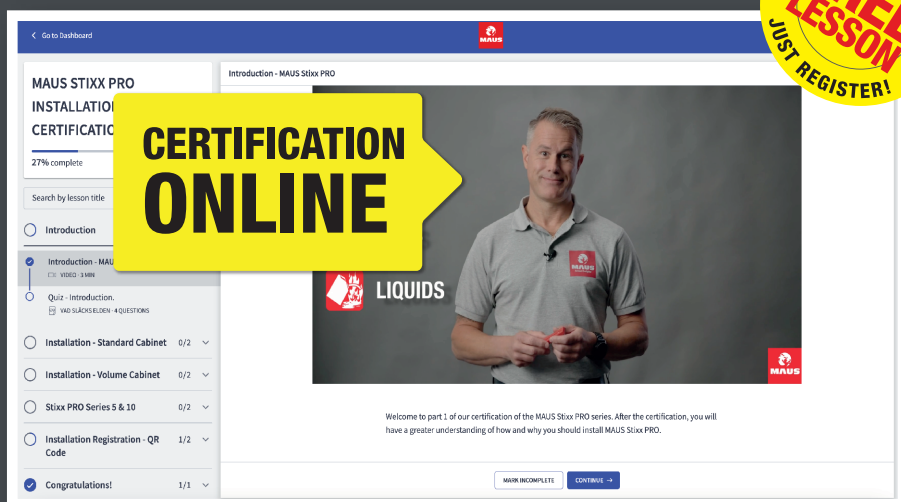 Go to Dashboard
MAUS
LESSON
JUST REGISTER!
MAUS STIXX PRO
INSTALLATIO
CERTIFICATIO
27% complete
Search by lesson title
Introduction
Introduction - MAU
VIDEO · 3 MIN
Quiz - Introduction.
VAD SLÄCKS ELDEN · 4 QUESTIONS
Installation - Standard Cabinet 0/2
Installation - Volume Cabinet 0/2
Stixx PRO Series 5 & 10 0/2
Installation Registration - QR Code 1/2
Congratulations! 1/1
Introduction - MAUS Stixx PRO
CERTIFICATION
ONLINE
LIQUIDS
MAUS
MAUS
Welcome to part 1 of our certification of the MAUS Stixx PRO series. After the certification, you will
have a greater understanding of how and why you should install MAUS Stixx PRO.
MARK INCOMPLETE
CONTINUE →